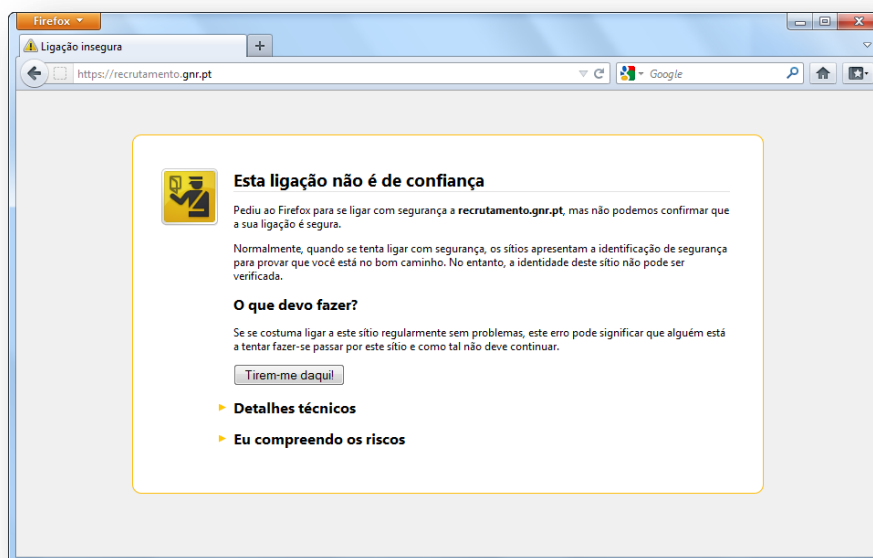 Firefox
Ligação insegura
https://recrutamento.gnr.pt
Google
Esta ligação não é de confiança
Pediu ao Firefox para se ligar com segurança a recrutamento.gnr.pt, mas não podemos confirmar que
a sua ligação é segura.
Normalmente, quando se tenta ligar com segurança, os sítios apresentam a identificação de segurança
para provar que você está no bom caminho. No entanto, a identidade deste sítio não pode ser
verificada.
O que devo fazer?
Se se costuma ligar a este sítio regularmente sem problemas, este erro pode significar que alguém está
a tentar fazer-se passar por este sítio e como tal não deve continuar.
Tirem-me daqui!
Detalhes técnicos
Eu compreendo os riscos